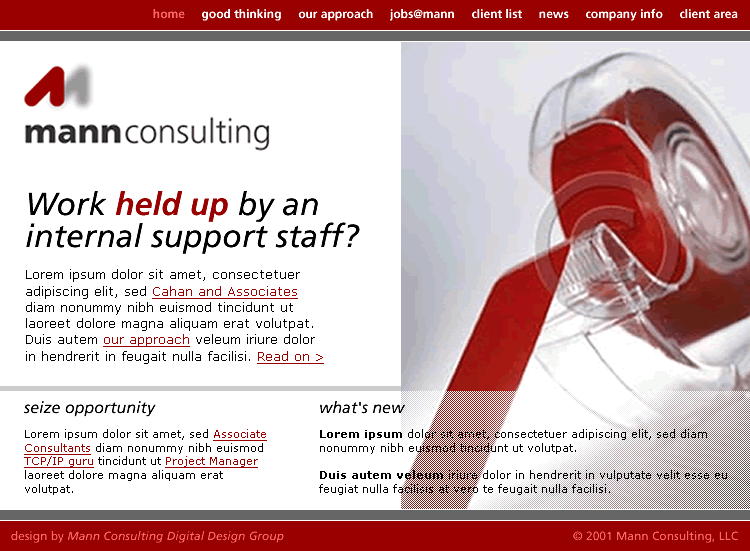 home good thinking our approach jobs@mann client list news company info client area
mannconsulting
Work held up by an
internal support staff?
Lorem ipsum dolor sit amet, consectetuer
adipiscing elit, sed Cahan and Associates
diam nonummy nibh euismod tincidunt ut
laoreet dolore magna aliquam erat volutpat.
Duis autem our approach veleum iriure dolor
in hendrerit in feugait nulla facilisi. Read on >
seize opportunity
Lorem ipsum dolor sit amet, sed Associate
Consultants diam nonummy nibh euismod
TCP/IP guru tincidunt ut Project Manager
laoreet dolore magna aliquam erat
volutpat.
what's new
Lorem ipsum dolor sit amet, consectetuer adipiscing elit, sed diam
nonummy nibh euismod tincidunt ut volutpat.
Duis autem veleum iriure dolor in hendrerit in vulputate velit esse eu
feugiat nulla facilisis at vero te feugait nulla facilisi.
design by Mann Consulting Digital Design Group
© 2001 Mann Consulting, LLC